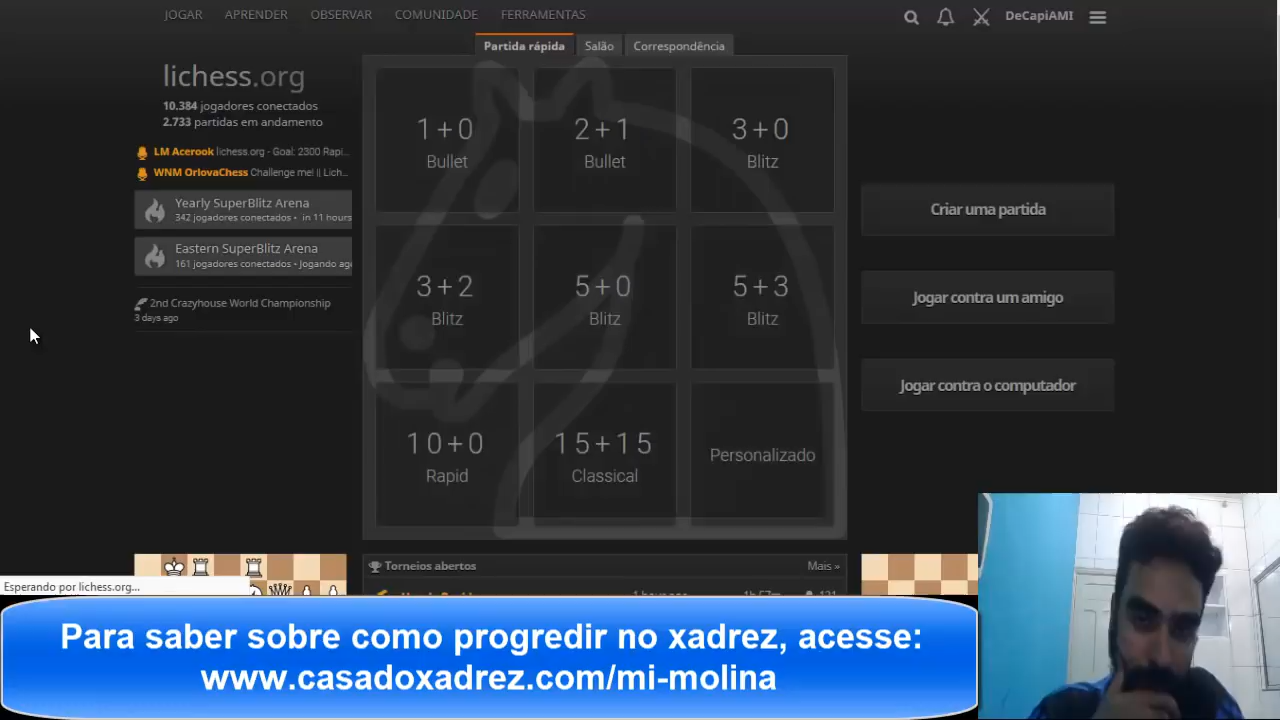 JOGAR APRENDER OBSERVAR COMUNIDADE FERRAMENTAS DeCapiAMI
Partida rápida Salão Correspondência
lichess.org
10.384 jogadores conectados
2.733 partidas em andamento
LM Acerook lichess.org - Goal: 2300 Rapi...
WNM OrlovaChess Challenge me! || Lich...
Yearly SuperBlitz Arena
342 jogadores conectados • in 11 hours
Eastern SuperBlitz Arena
161 jogadores conectados • Jogando ago
2nd Crazyhouse World Championship
3 days ago
1+0 2+1 3+0
Bullet Bullet Blitz
3+2 5+0 5+3
Blitz Blitz Blitz
10+0 15+15
Rapid Classical Personalizado
Criar uma partida
Jogar contra um amigo
Jogar contra o computador
Torneios abertos Mais »
Esperando por lichess.org...
Para saber sobre como progredir no xadrez, acesse:
www.casadoxadrez.com/mi-molina